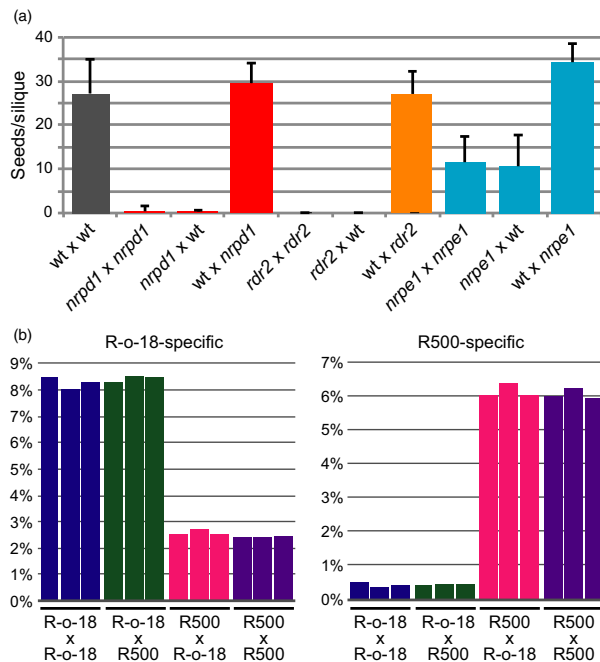 (a)
40
30
20
10
0
Seeds/silique
wt x wt
nrpd1 x nrpd1
nrpd1 x wt
wt x nrpd1
rdr2 x rdr2
rdr2 x wt
wt x rdr2
nrpe1 x nrpe1
nrpe1 x wt
wt x nrpe1
(b)
R-o-18-specific
9%
8%
7%
6%
5%
4%
3%
2%
1%
0%
R-o-18
x
R-o-18
R-o-18
x
R500
R500
x
R-o-18
R500
x
R500
R500-specific
7%
6%
5%
4%
3%
2%
1%
0%
R-o-18
x
R-o-18
R-o-18
x
R500
R500
x
R-o-18
R500
x
R500